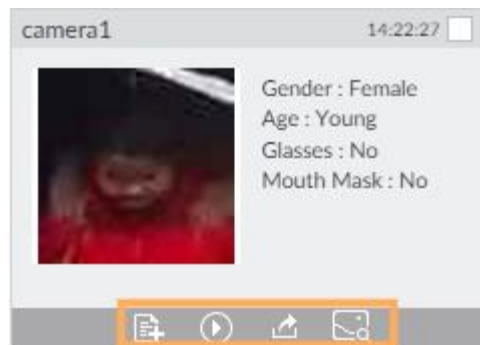 camera1
14:22:27
Gender : Female
Age : Young
Glasses : No
Mouth Mask : No